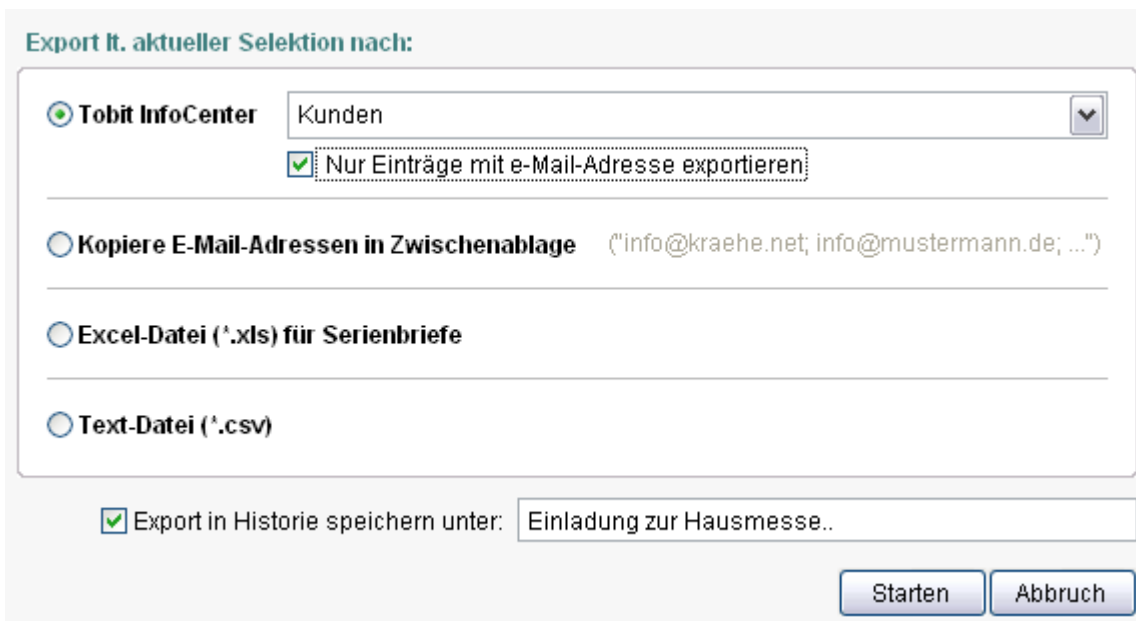 Export lt. aktueller Selektion nach:
Tobit InfoCenter Kunden
Nur Einträge mit e-Mail-Adresse exportieren
Kopiere E-Mail-Adressen in Zwischenablage ("info@kraehe.net; info@mustermann.de; ...")
Excel-Datei (*.xls) für Serienbriefe
Text-Datei (*.csv)
Export in Historie speichern unter: Einladung zur Hausmesse..
Starten Abbruch